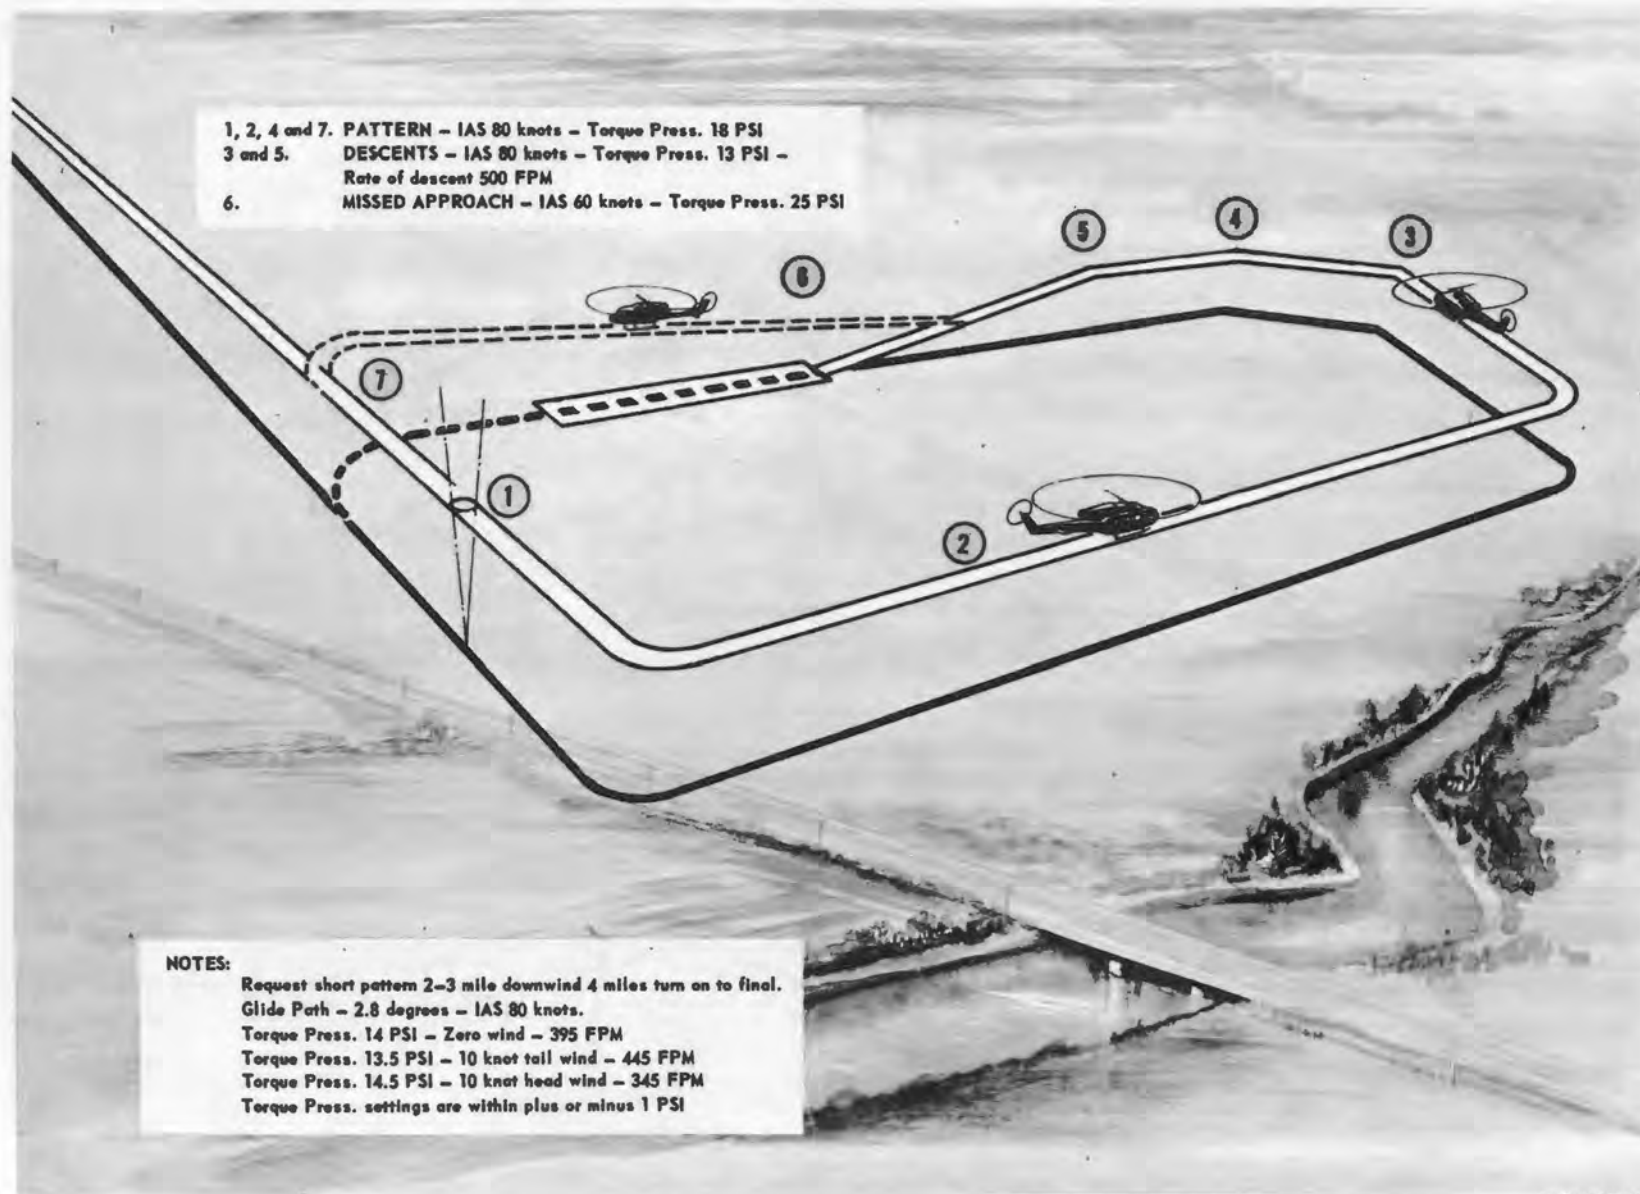 1, 2, 4 and 7. PATTERN – IAS 80 knots – Torque Press. 18 PSI
3 and 5. DESCENTS – IAS 80 knots – Torque Press. 13 PSI –
Rate of descent 500 FPM
6. MISSED APPROACH – IAS 60 knots – Torque Press. 25 PSI
4
3
5
6
7
1
2
NOTES:
Request short pattern 2–3 mile downwind 4 miles turn on to final.
Glide Path – 2.8 degrees – IAS 80 knots.
Torque Press. 14 PSI – Zero wind – 395 FPM
Torque Press. 13.5 PSI – 10 knot tail wind – 445 FPM
Torque Press. 14.5 PSI – 10 knot head wind – 345 FPM
Torque Press. settings are within plus or minus 1 PSI